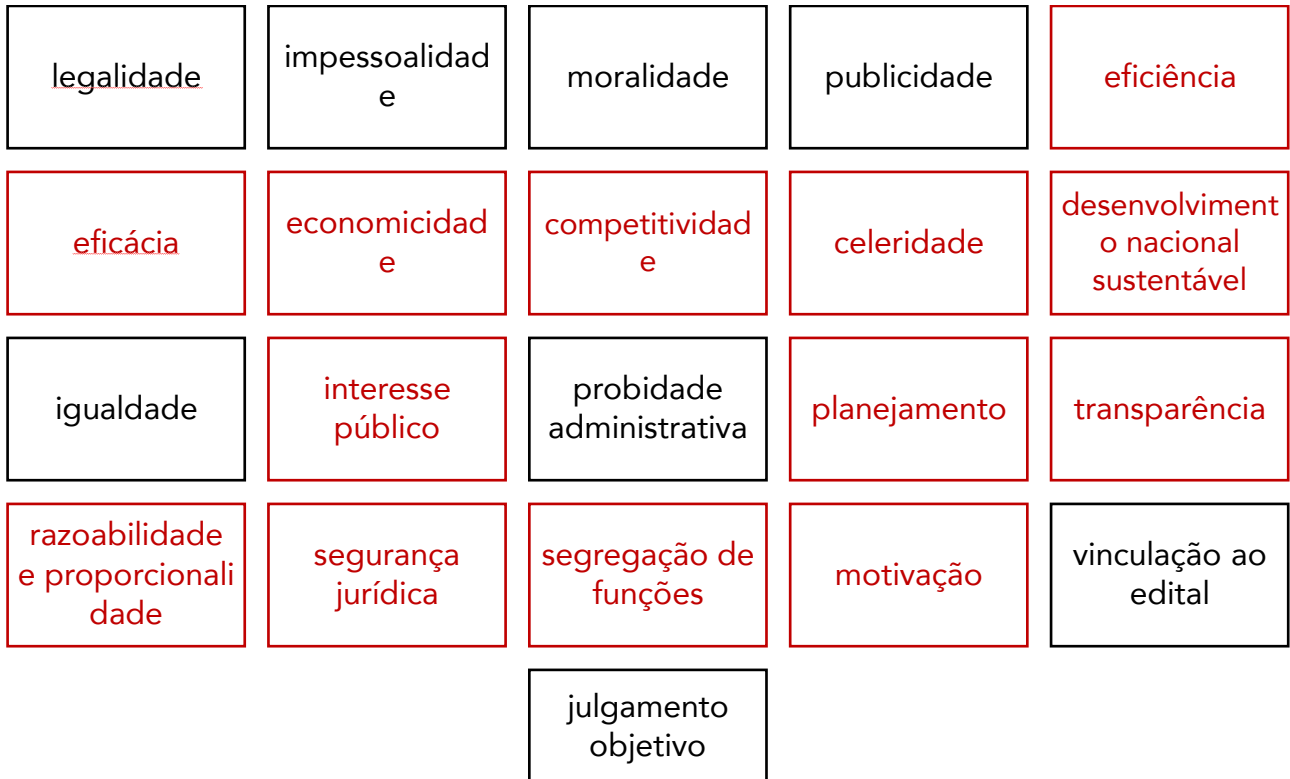 legalidade
impessoalidad
e
moralidade
publicidade
eficiência
eficácia
economicidad
e
competitividad
e
celeridade
desenvolviment
o nacional
sustentável
igualdade
interesse
público
probidade
administrativa
planejamento
transparência
razoabilidade
e proporcionali
dade
segurança
jurídica
segregação de
funções
motivação
vinculação ao
edital
julgamento
objetivo